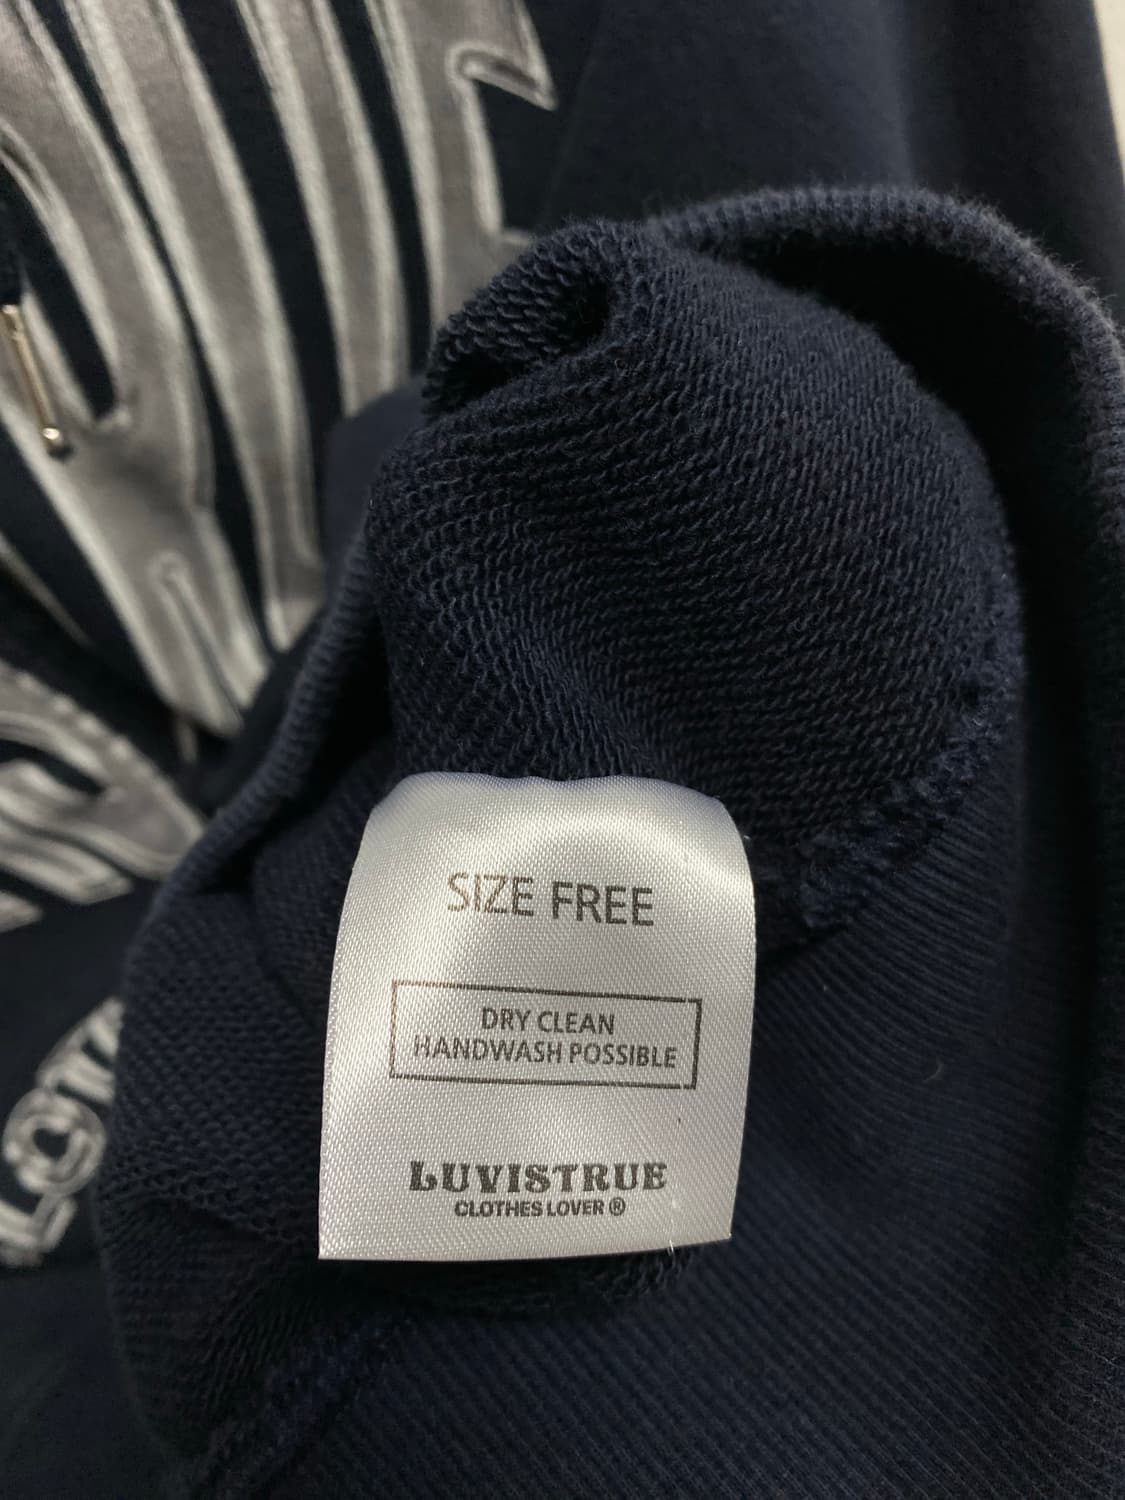 SIZE FREE
DRY CLEAN
HANDWASH POSSIBLE
LUVISTRUE
CLOTHES LOVER ®